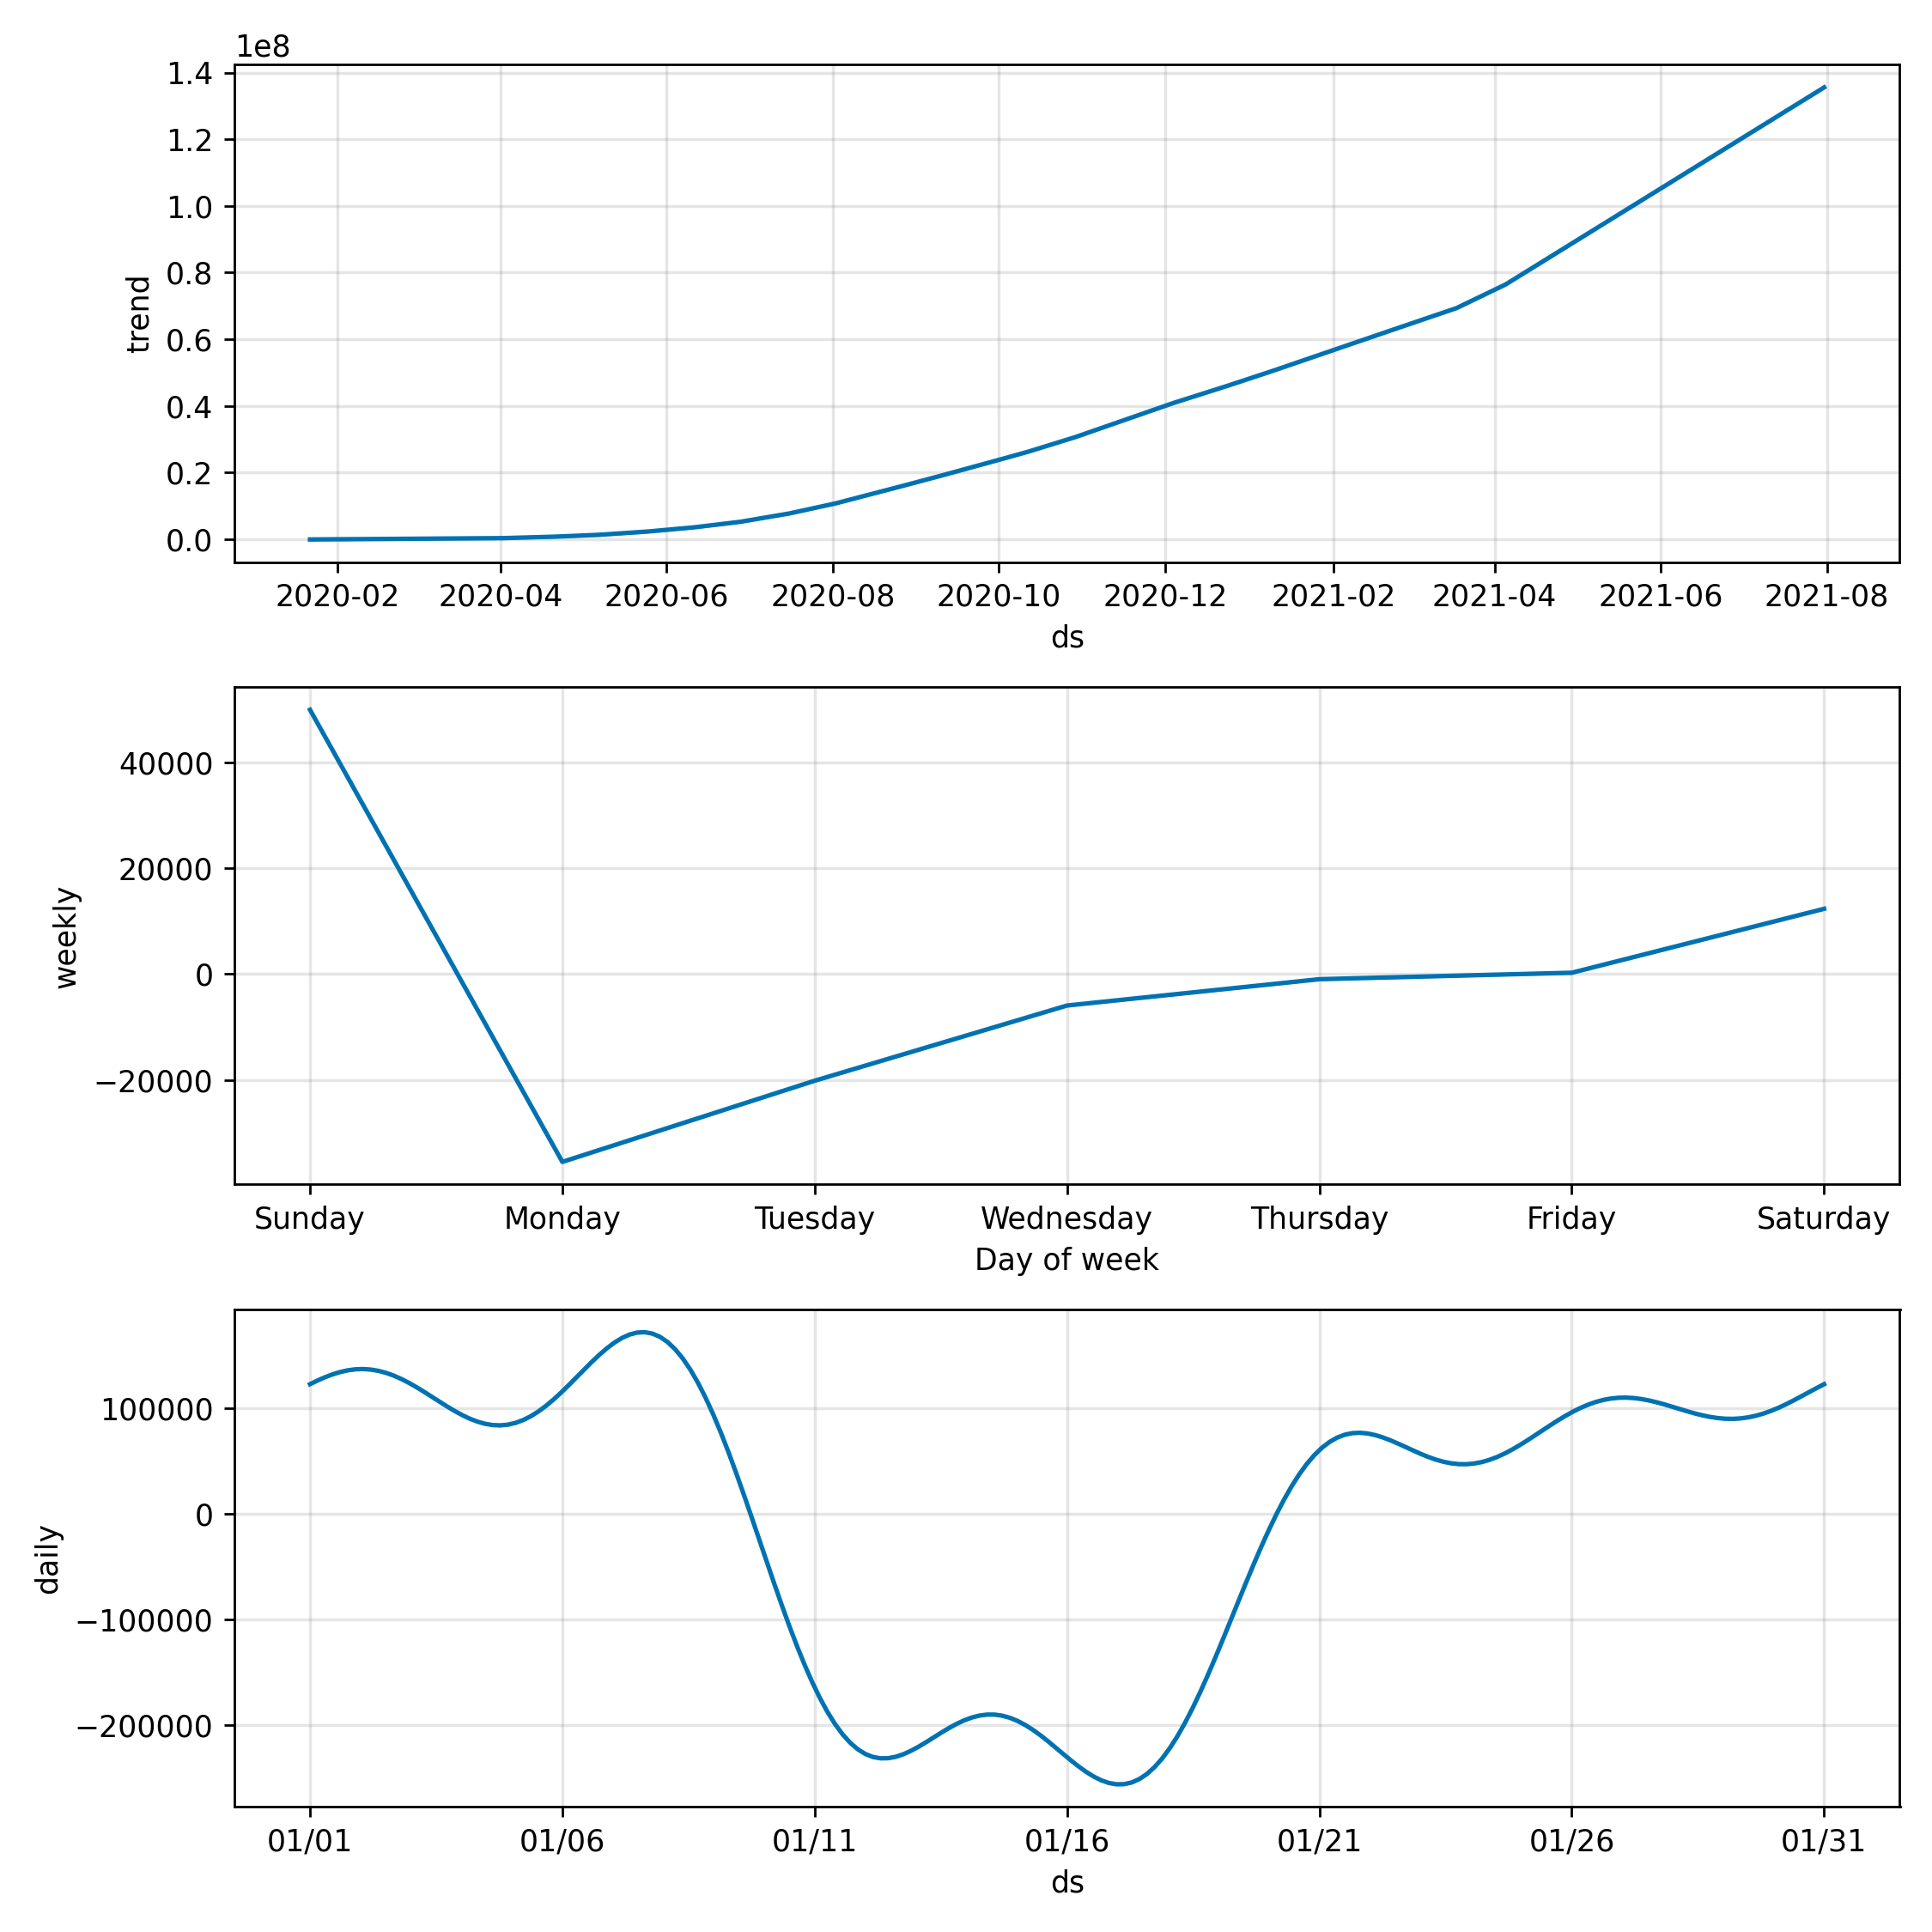 1e8
1.4
1.2
1.0
0.8
0.6
0.4
0.2
0.0
trend
2020-02 2020-04 2020-06 2020-08 2020-10 2020-12 2021-02 2021-04 2021-06 2021-08
ds
40000
20000
0
−20000
weekly
Sunday Monday Tuesday Wednesday Thursday Friday Saturday
Day of week
100000
0
−100000
−200000
daily
01/01 01/06 01/11 01/16 01/21 01/26 01/31
ds